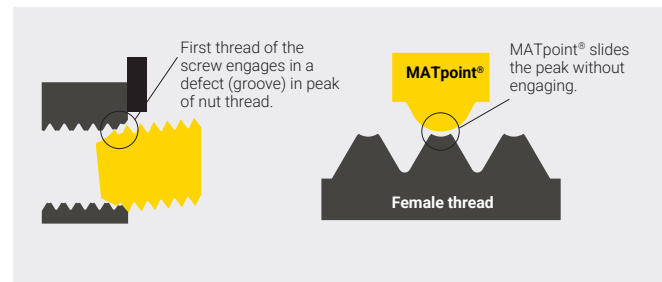 First thread of the
screw engages in a
defect (groove) in peak
of nut thread.
MATpoint®
MATpoint® slides
the peak without
engaging.
Female thread